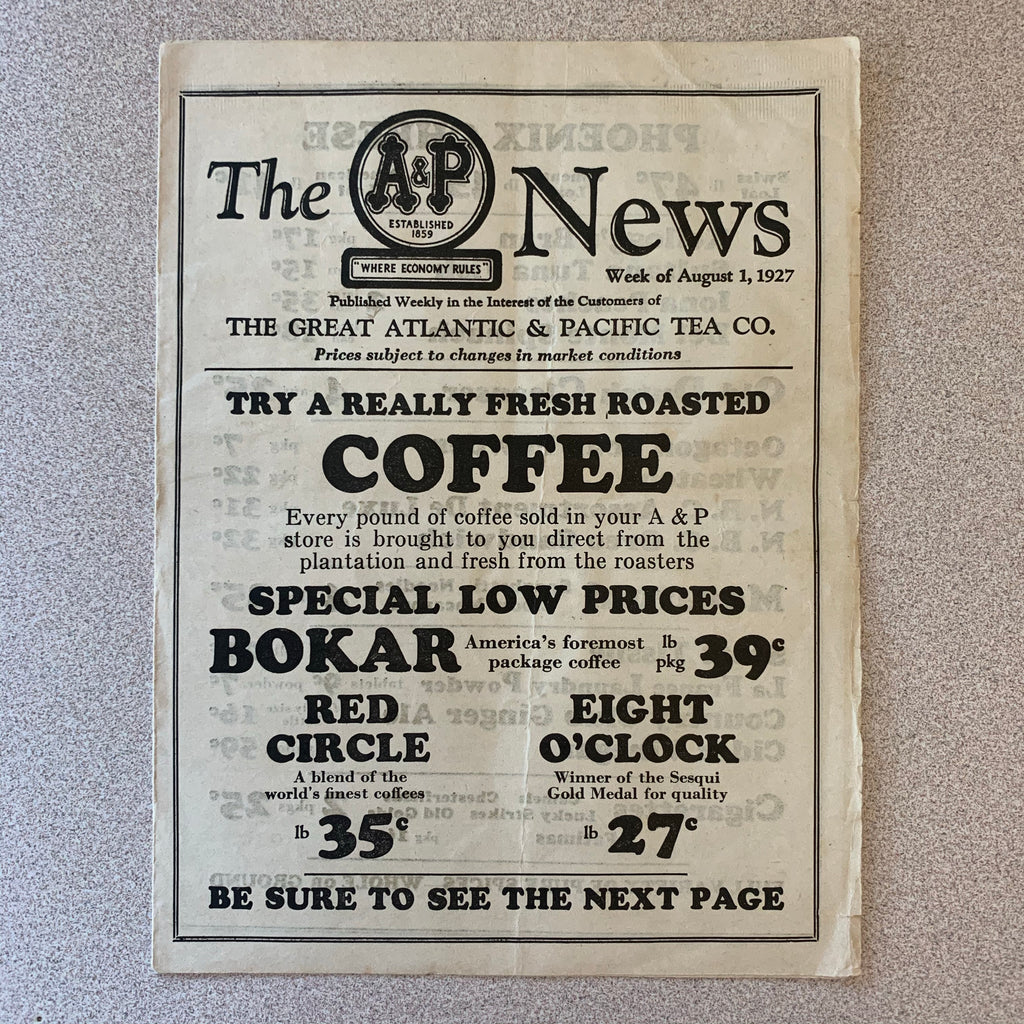 The A&P News
ESTABLISHED
1859
"WHERE ECONOMY RULES"
Week of August 1, 1927
Published Weekly in the Interest of the Customers of
THE GREAT ATLANTIC & PACIFIC TEA CO.
Prices subject to changes in market conditions
TRY A REALLY FRESH ROASTED
COFFEE
Every pound of coffee sold in your A & P
store is brought to you direct from the
plantation and fresh from the roasters
SPECIAL LOW PRICES
BOKAR America's foremost package coffee lb pkg 39c
RED
CIRCLE
A blend of the
world's finest coffees
lb 35c
EIGHT
O'CLOCK
Winner of the Sesqui
Gold Medal for quality
lb 27c
BE SURE TO SEE THE NEXT PAGE